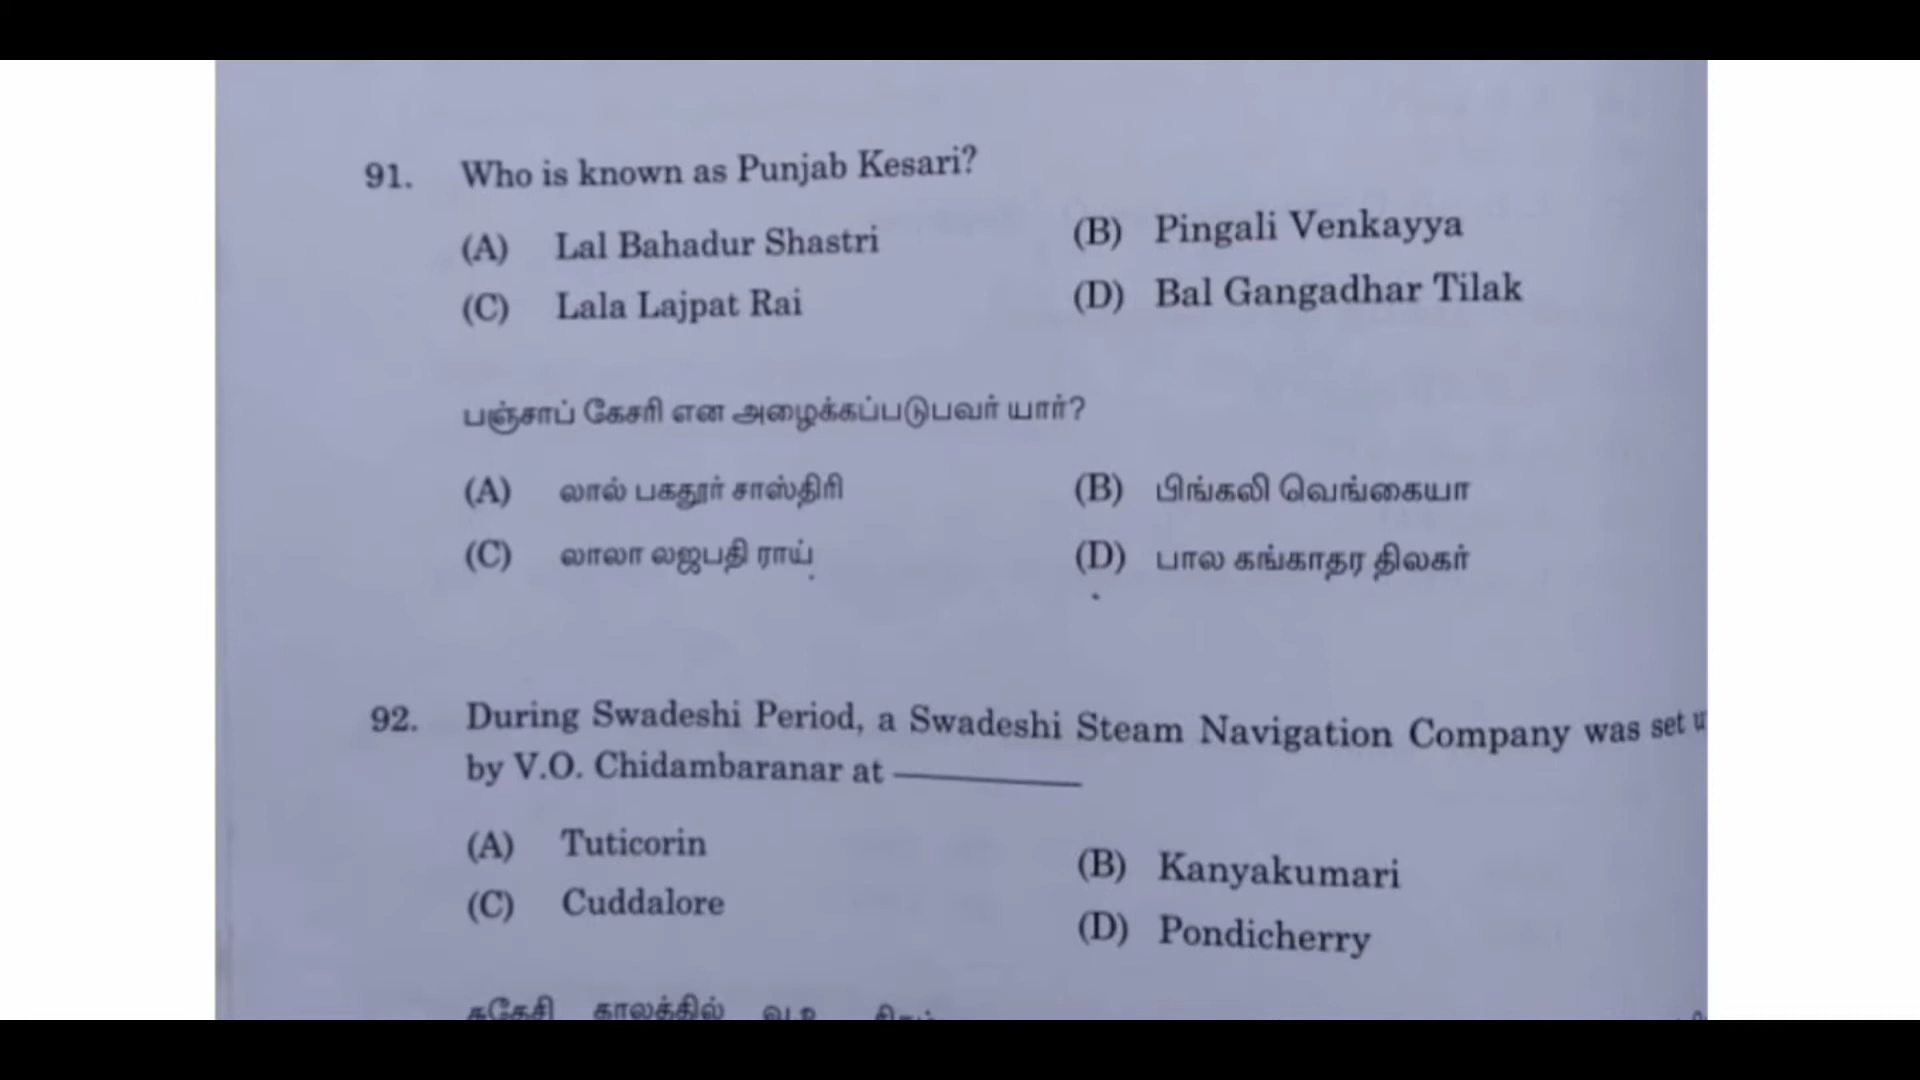 91. Who is known as Punjab Kesari?
(A) Lal Bahadur Shastri (B) Pingali Venkayya
(C) Lala Lajpat Rai (D) Bal Gangadhar Tilak
பஞ்சாப் கேசரி என அழைக்கப்படுபவர் யார்?
(A) லால் பகதூர் சாஸ்திரி (B) பிங்கலி வெங்கையா
(C) லாலா லஜபதி ராய் (D) பால கங்காதர திலகர்
92. During Swadeshi Period, a Swadeshi Steam Navigation Company was set u
by V.O. Chidambaranar at
(A) Tuticorin (B) Kanyakumari
(C) Cuddalore (D) Pondicherry
சுதேசி காலத்தில் வ.உ